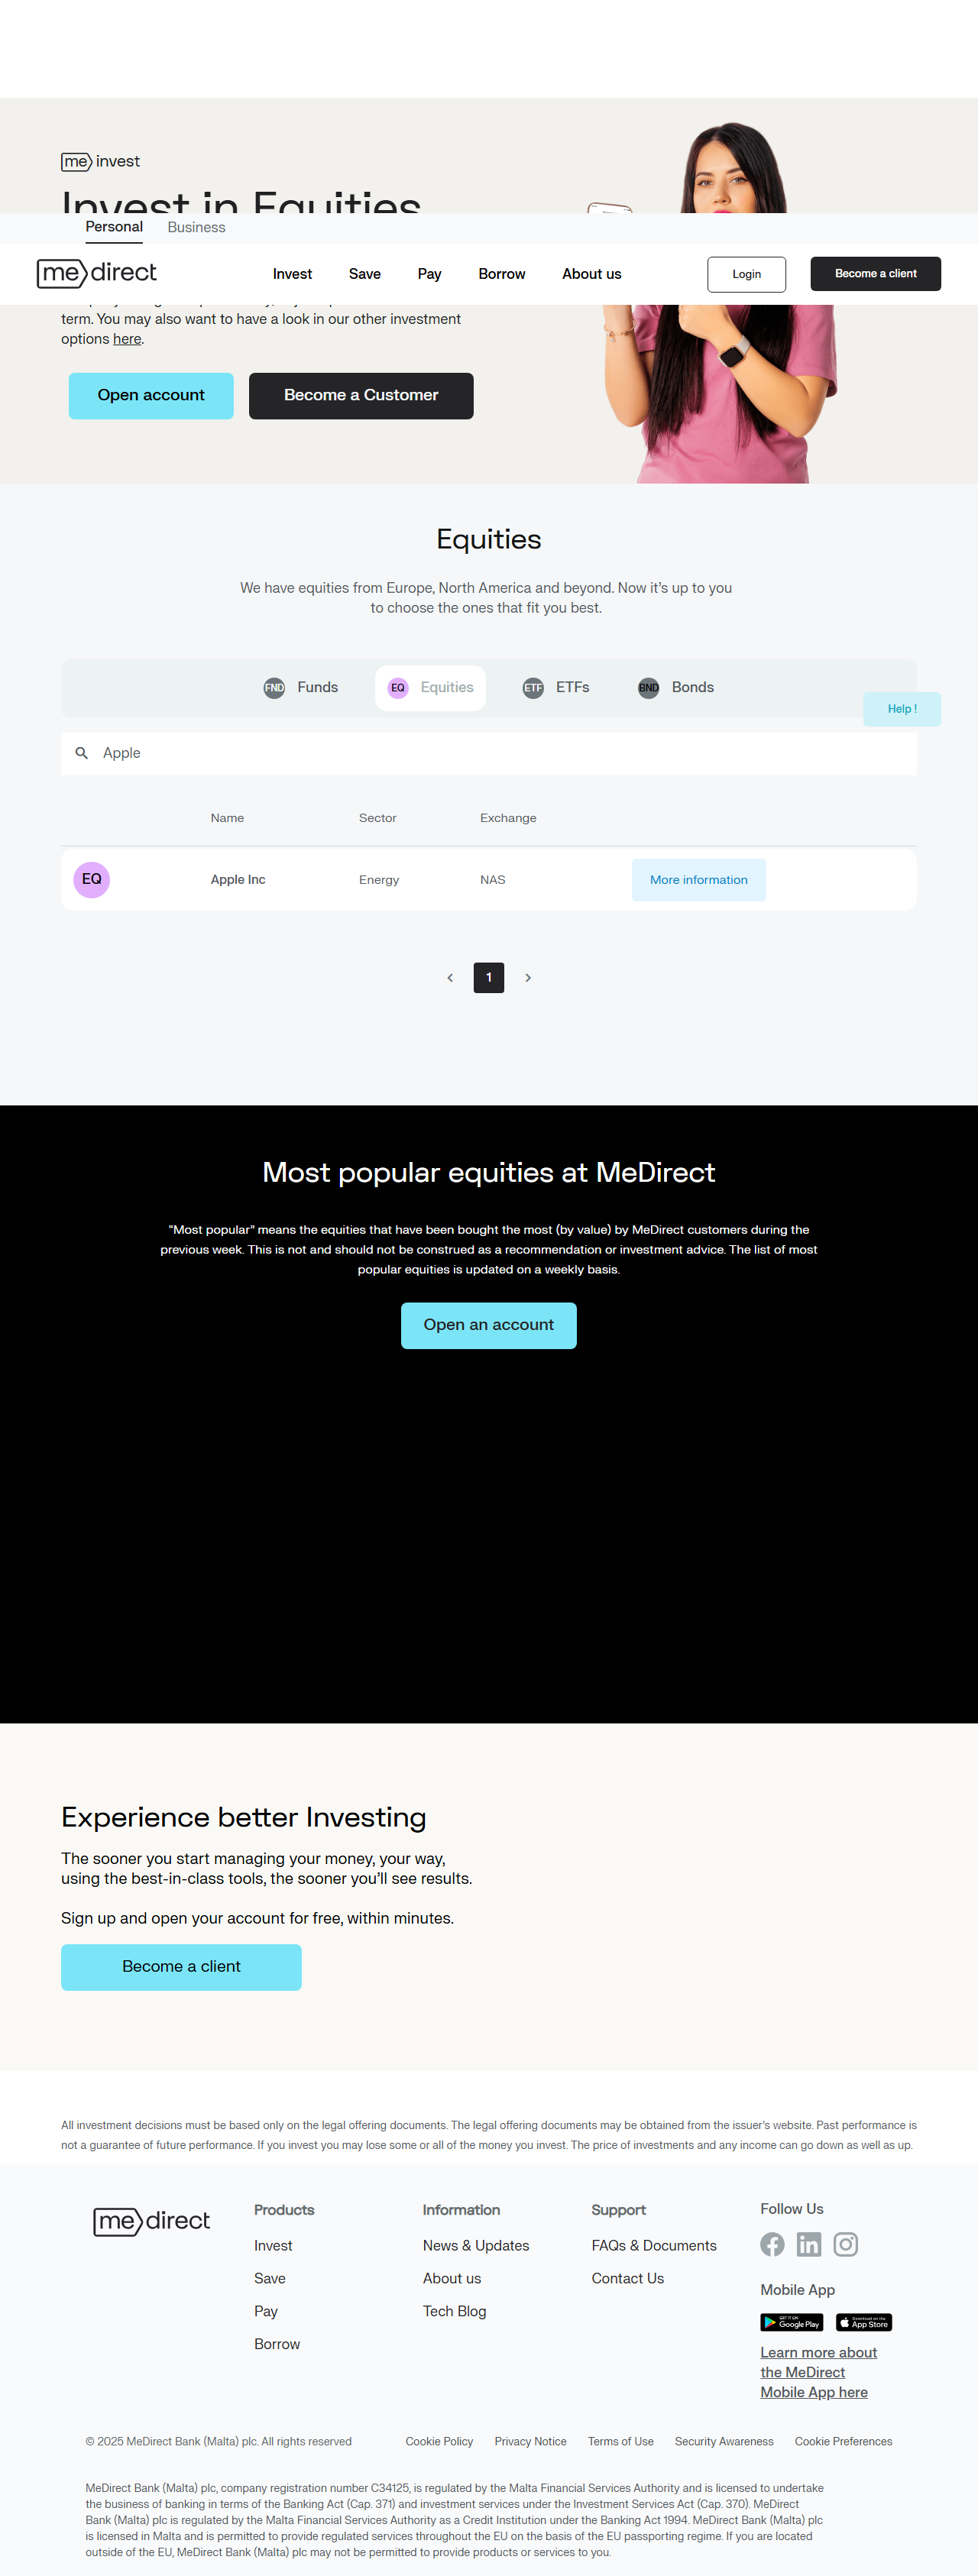 me invest
Invest in Equities
Personal Business
me direct
Invest Save Pay Borrow About us
Login
Become a client
term. You may also want to have a look in our other investment
options here.
Open account
Become a Customer
Equities
We have equities from Europe, North America and beyond. Now it's up to you
to choose the ones that fit you best.
FND Funds
EQ Equities
ETF ETFs
BND Bonds
Help !
Apple
Name Sector Exchange
EQ Apple Inc Energy NAS More information
1
Most popular equities at MeDirect
"Most popular" means the equities that have been bought the most (by value) by MeDirect customers during the
previous week. This is not and should not be construed as a recommendation or investment advice. The list of most
popular equities is updated on a weekly basis.
Open an account
Experience better Investing
The sooner you start managing your money, your way,
using the best-in-class tools, the sooner you'll see results.
Sign up and open your account for free, within minutes.
Become a client
All investment decisions must be based only on the legal offering documents. The legal offering documents may be obtained from the issuer's website. Past performance is
not a guarantee of future performance. If you invest you may lose some or all of the money you invest. The price of investments and any income can go down as well as up.
me direct
Products
Invest
Save
Pay
Borrow
Information
News & Updates
About us
Tech Blog
Support
FAQs & Documents
Contact Us
Follow Us
Mobile App
GET IT ON
Google Play
Download on the
App Store
Learn more about
the MeDirect
Mobile App here
© 2025 MeDirect Bank (Malta) plc. All rights reserved
Cookie Policy Privacy Notice Terms of Use Security Awareness Cookie Preferences
MeDirect Bank (Malta) plc, company registration number C34125, is regulated by the Malta Financial Services Authority and is licensed to undertake
the business of banking in terms of the Banking Act (Cap. 371) and investment services under the Investment Services Act (Cap. 370). MeDirect
Bank (Malta) plc is regulated by the Malta Financial Services Authority as a Credit Institution under the Banking Act 1994. MeDirect Bank (Malta) plc
is licensed in Malta and is permitted to provide regulated services throughout the EU on the basis of the EU passporting regime. If you are located
outside of the EU, MeDirect Bank (Malta) plc may not be permitted to provide products or services to you.